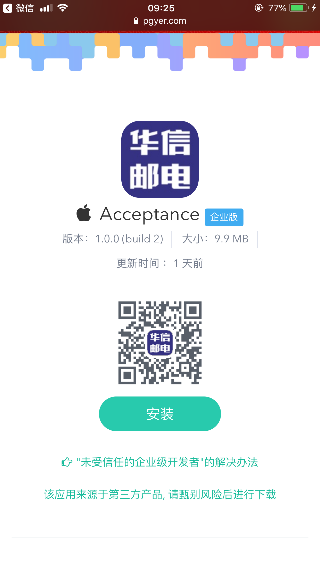 微信 09:25 77%
pgyer.com
华信
邮电
Acceptance 企业版
版本：1.0.0 (build 2) 大小：9.9 MB
更新时间：1 天前
华信
邮电
安装
"未受信任的企业级开发者"的解决办法
该应用来源于第三方产品, 请甄别风险后进行下载